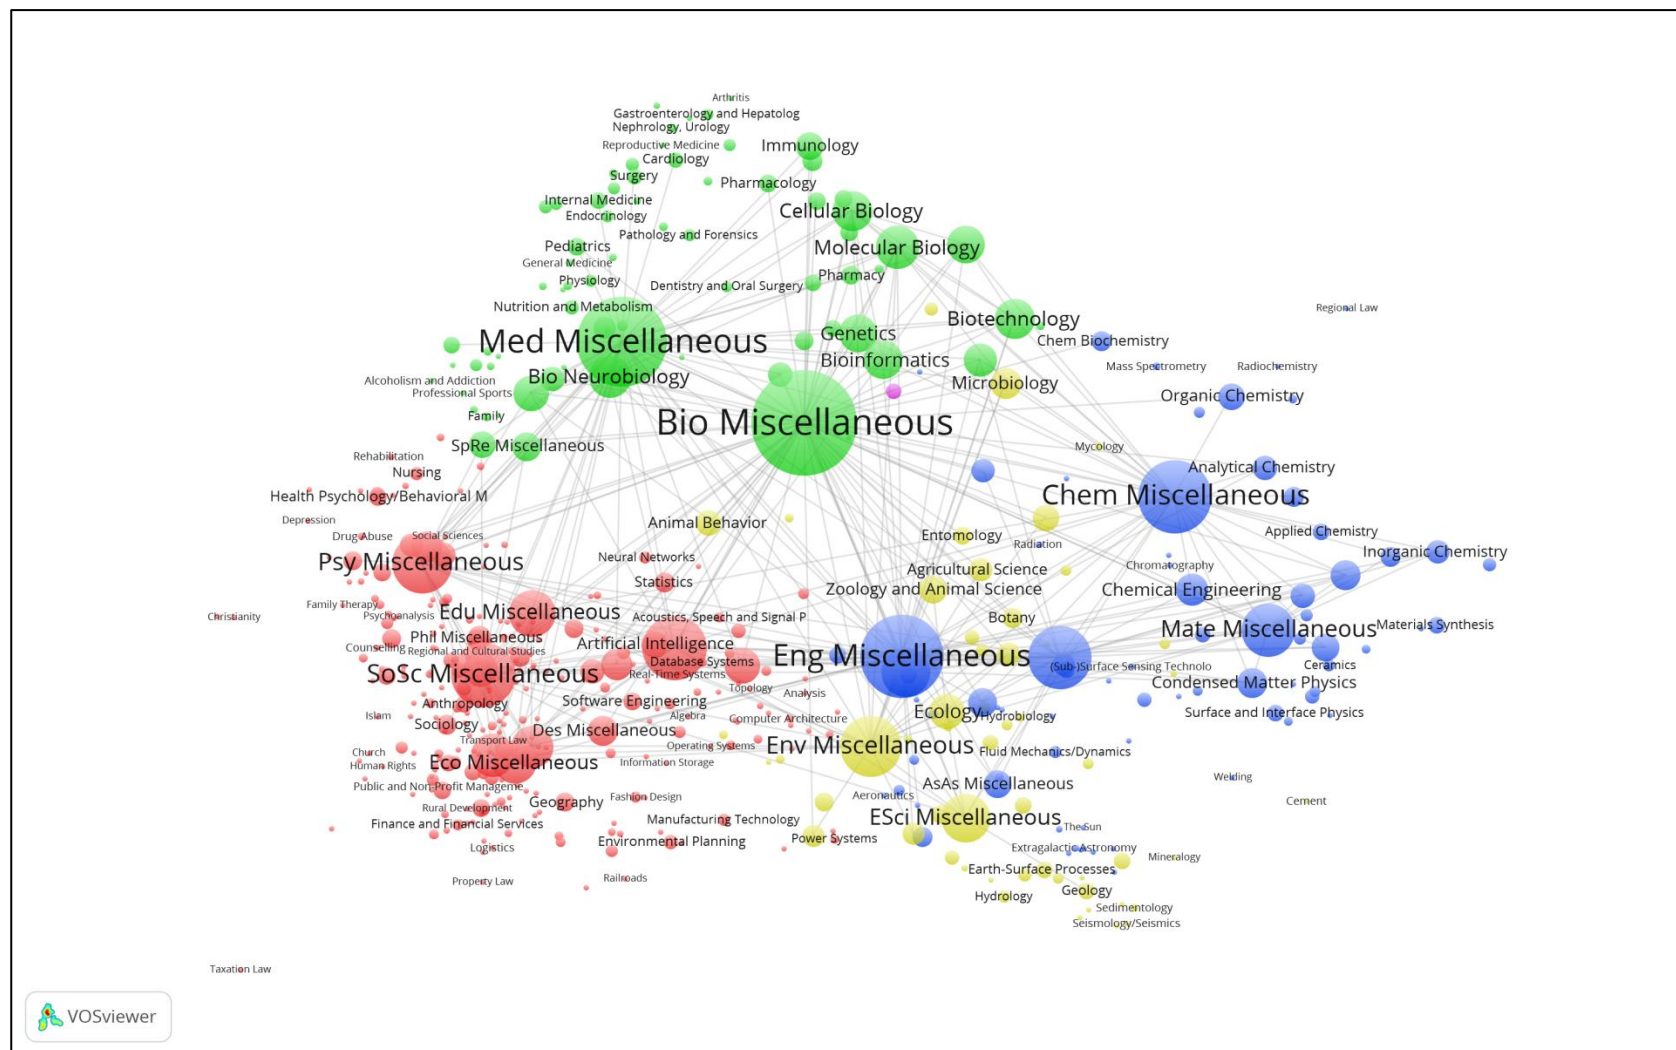 Arthritis
Gastroenterology and Hepatolog
Nephrology, Urology
Reproductive Medicine
Immunology
Cardiology
Surgery
Pharmacology
Internal Medicine
Cellular Biology
Endocrinology
Pathology and Forensics
Pediatrics
Molecular Biology
General Medicine
Physiology
Dentistry and Oral Surgery
Pharmacy
Nutrition and Metabolism
Regional Law
Biotechnology
Genetics
Med Miscellaneous
Chem Biochemistry
Bioinformatics
Mass Spectrometry
Radiochemistry
Bio Neurobiology
Alcoholism and Addiction
Microbiology
Professional Sports
Organic Chemistry
Family
Bio Miscellaneous
SpRe Miscellaneous
Mycology
Rehabilitation
Nursing
Analytical Chemistry
Health Psychology/Behavioral M
Chem Miscellaneous
Depression
Animal Behavior
Drug Abuse
Social Sciences
Entomology
Applied Chemistry
Radiation
Inorganic Chemistry
Neural Networks
Psy Miscellaneous
Chromatography
Agricultural Science
Statistics
Zoology and Animal Science
Chemical Engineering
Family Therapy
Christianity
Psychoanalysis
Edu Miscellaneous
Acoustics, Speech and Signal P
Botany
Materials Synthesis
Mate Miscellaneous
Phil Miscellaneous
Artificial Intelligence
Counselling
Regional and Cultural Studies
Eng Miscellaneous
Database Systems
(Sub-)Surface Sensing Technolo
Ceramics
SoSc Miscellaneous
Real-Time Systems
Topology
Analysis
Condensed Matter Physics
Anthropology
Software Engineering
Ecology
Hydrobiology
Surface and Interface Physics
Islam
Algebra
Computer Architecture
Sociology
Des Miscellaneous
Transport Law
Operating Systems
Env Miscellaneous
Fluid Mechanics/Dynamics
Church
Human Rights
Eco Miscellaneous
Information Storage
Welding
Public and Non-Profit Manageme
AsAs Miscellaneous
Aeronautics
Fashion Design
Cement
Rural Development
Geography
Finance and Financial Services
Manufacturing Technology
ESci Miscellaneous
The Sun
Environmental Planning
Power Systems
Logistics
Extragalactic Astronomy
Mineralogy
Earth-Surface Processes
Property Law
Railroads
Hydrology
Geology
Sedimentology
Seismology/Seismics
Taxation Law
VOSviewer